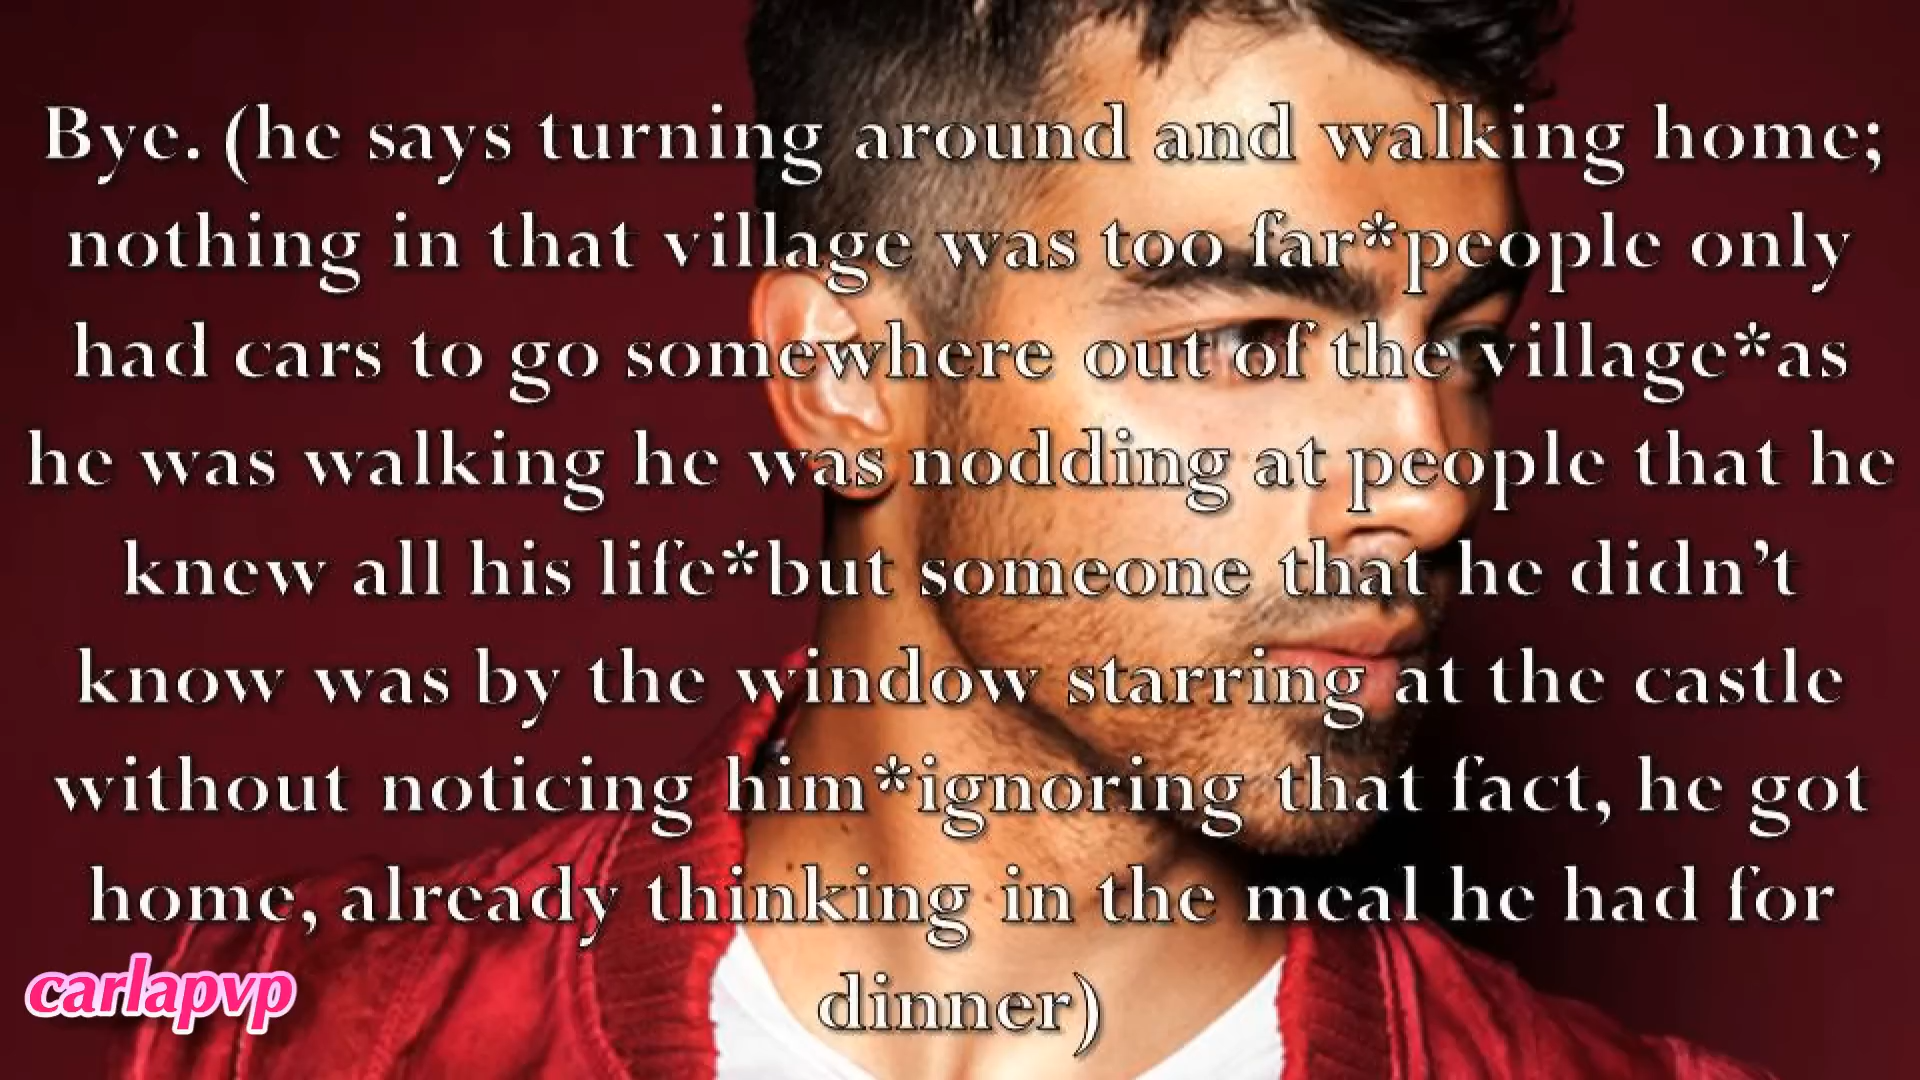 Bye. (he says turning around and walking home;
nothing in that village was too far*people only
had cars to go somewhere out of the village*as
he was walking he was nodding at people that he
knew all his life*but someone that he didn’t
know was by the window starring at the castle
without noticing him*ignoring that fact, he got
home, already thinking in the meal he had for
dinner)
carlapvp